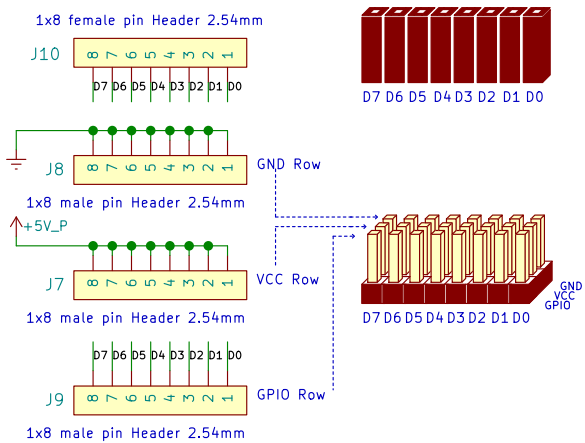 1x8 female pin Header 2.54mm
J10
8 7 6 5 4 3 2 1
D7 D6 D5 D4 D3 D2 D1 D0
D7 D6 D5 D4 D3 D2 D1 D0
J8
8 7 6 5 4 3 2 1
GND Row
1x8 male pin Header 2.54mm
+5V_P
J7
8 7 6 5 4 3 2 1
VCC Row
1x8 male pin Header 2.54mm
GND
VCC
GPIO
D7 D6 D5 D4 D3 D2 D1 D0
D7 D6 D5 D4 D3 D2 D1 D0
J9
8 7 6 5 4 3 2 1
GPIO Row
1x8 male pin Header 2.54mm